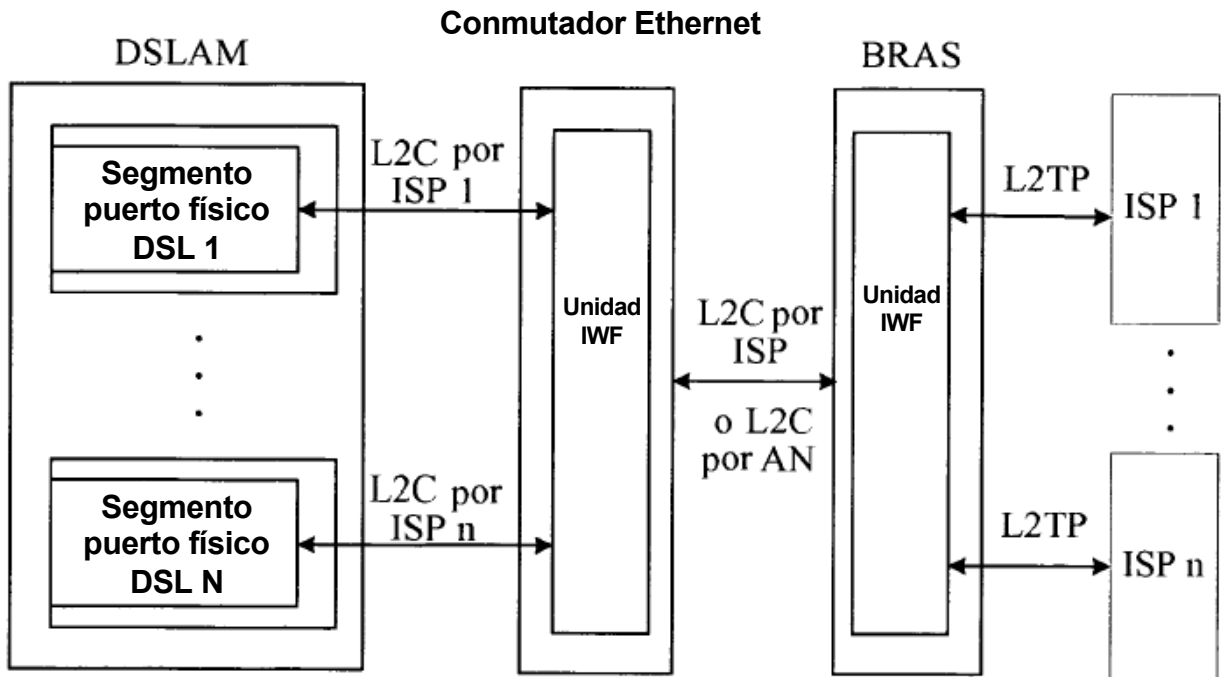 Conmutador Ethernet
DSLAM
BRAS
Segmento
puerto físico
DSL 1
L2C por
ISP 1
Unidad
IWF
L2C por
ISP
o L2C
por AN
Unidad
IWF
L2TP
ISP 1
Segmento
puerto físico
DSL N
L2C por
ISP n
L2TP
ISP n